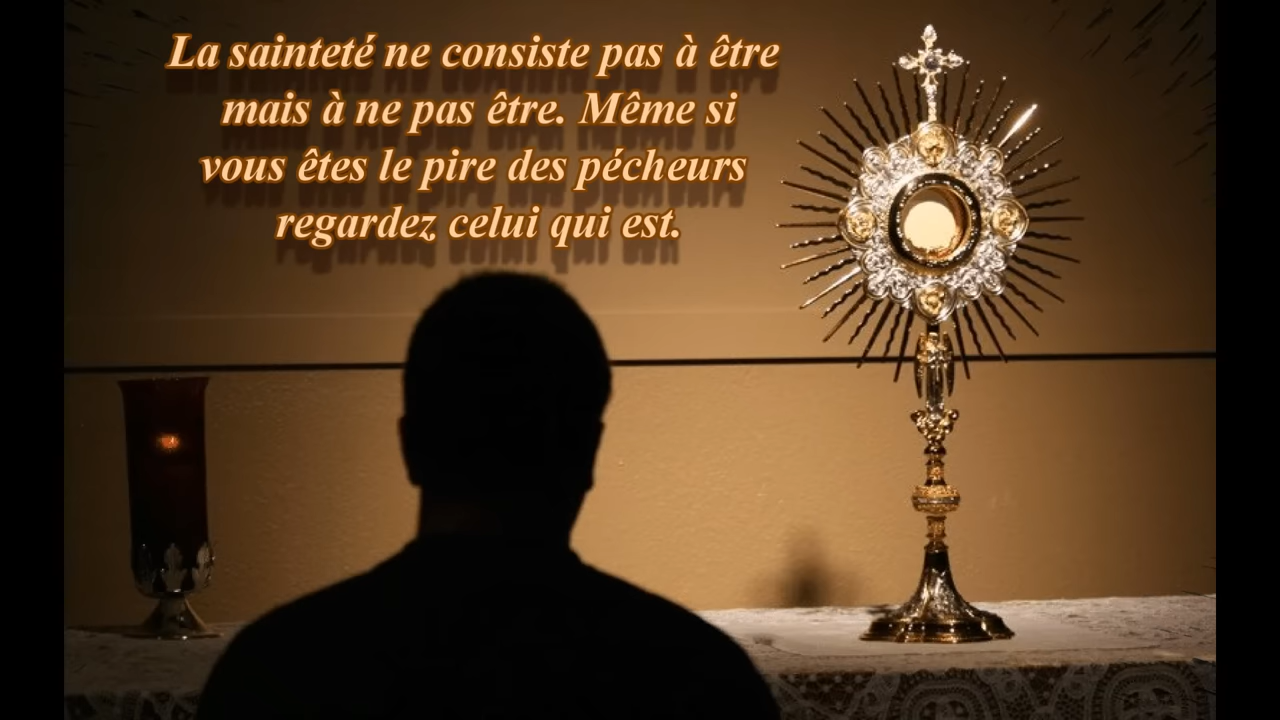 La sainteté ne consiste pas à être
mais à ne pas être. Même si
vous êtes le pire des pécheurs
regardez celui qui est.